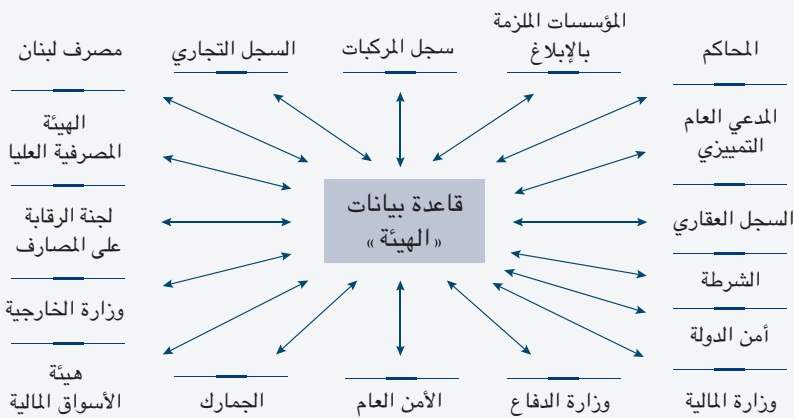 المؤسسات الملزمة
بالإبلاغ
المحاكم
سجل المركبات
السجل التجاري
مصرف لبنان
المدعي العام
التمييزي
الهيئة
المصرفية العليا
قاعدة بيانات
« الهيئة »
السجل العقاري
لجنة الرقابة
على المصارف
الشرطة
وزارة الخارجية
أمن الدولة
هيئة
الأسواق المالية
وزارة المالية
وزارة الدفاع
الأمن العام
الجمارك